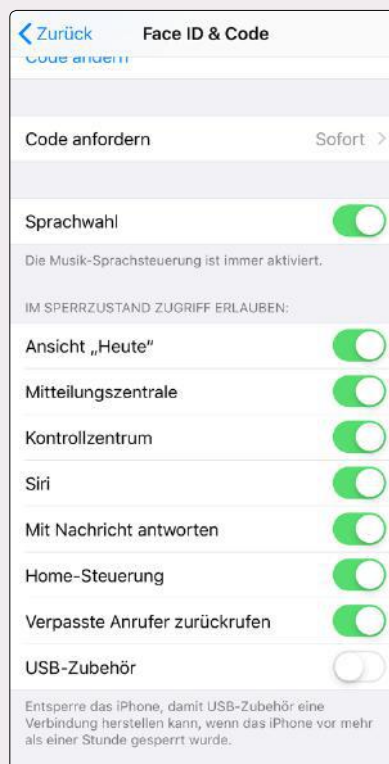 Zurück Face ID & Code
Code ändern
Code anfordern Sofort
Sprachwahl
Die Musik-Sprachsteuerung ist immer aktiviert.
IM SPERRZUSTAND ZUGRIFF ERLAUBEN:
Ansicht „Heute“
Mitteilungszentrale
Kontrollzentrum
Siri
Mit Nachricht antworten
Home-Steuerung
Verpasste Anrufer zurückrufen
USB-Zubehör
Entsperre das iPhone, damit USB-Zubehör eine
Verbindung herstellen kann, wenn das iPhone vor mehr
als einer Stunde gesperrt wurde.